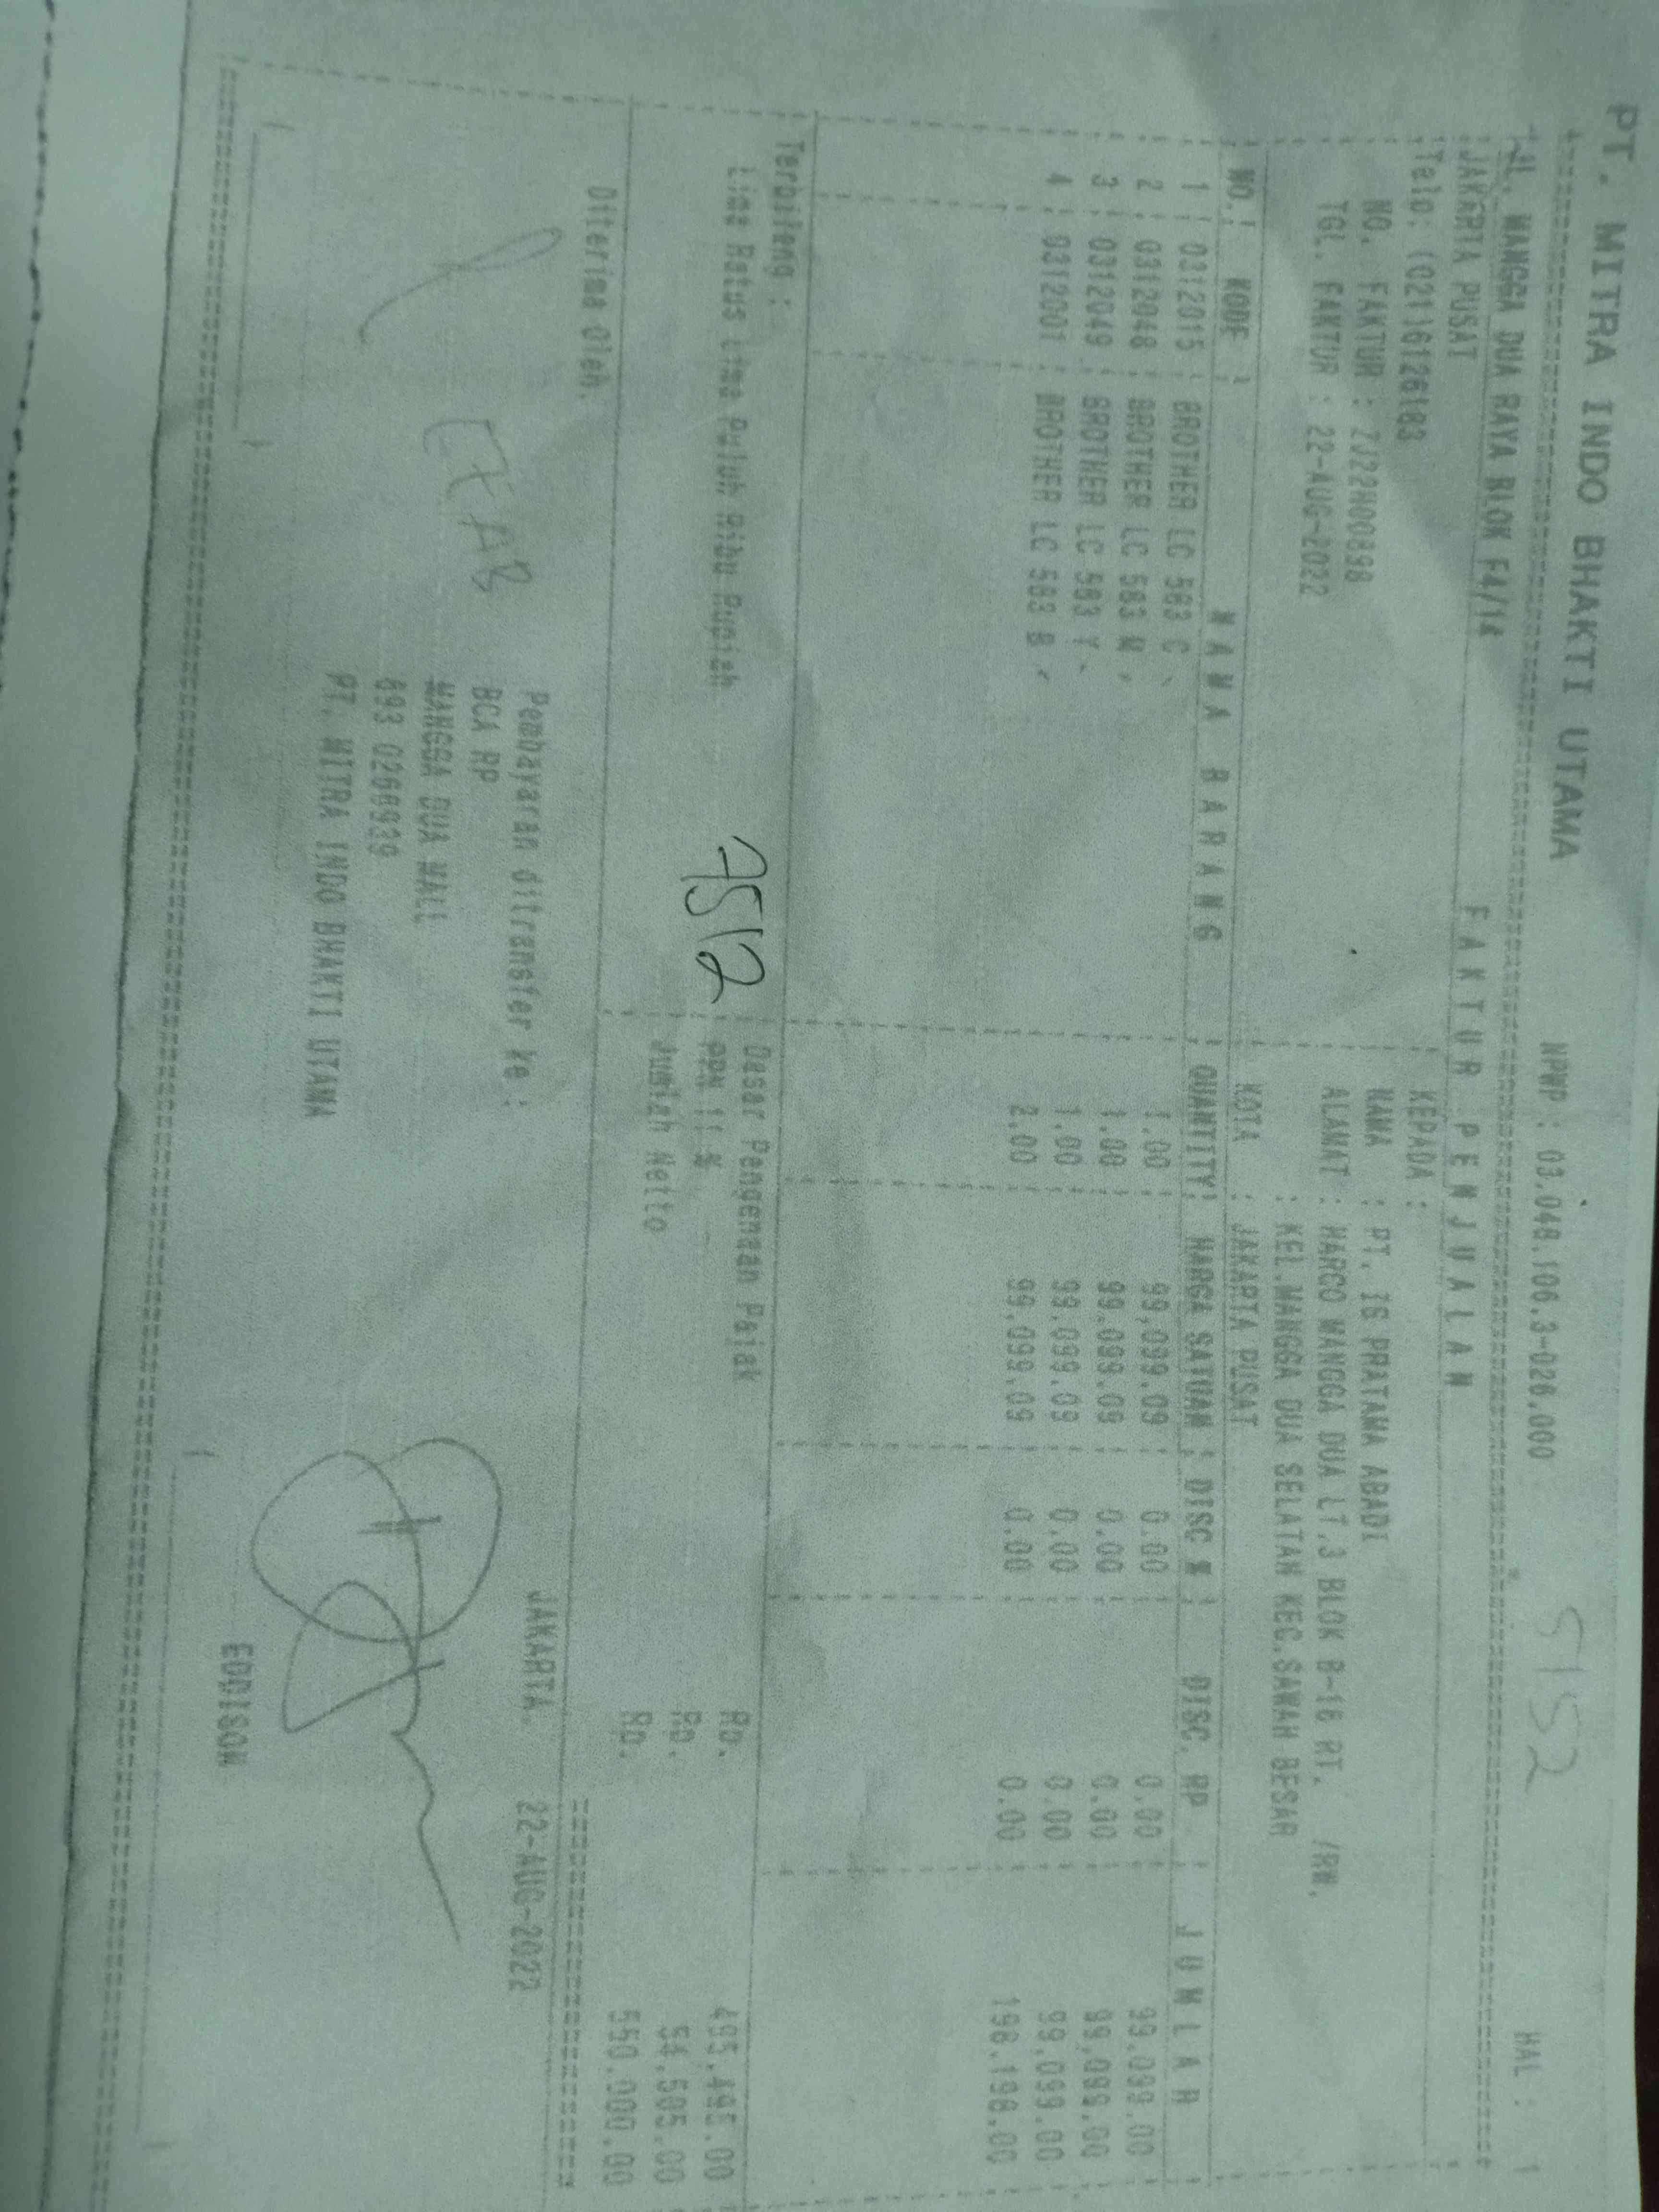 PT. MITRA INDO BHAKTI UTAMA NPWP : 03.048.106.3-026.000 5152 HAL : 1
JL. MANGGA DUA RAYA BLOK F4/14
JAKARTA PUSAT F A K T U R P E N J U A L A N
Telp: (021)6126183 KEPADA :
NO. FAKTUR : ZJ22H00898 NAMA : PT. IG PRATAMA ABADI
TGL. FAKTUR : 22-AUG-2022 ALAMAT : HARCO MANGGA DUA LT.3 BLOK B-16 RT. /RW.
: KEL.MANGGA DUA SELATAN KEC.SAWAH BESAR
KOTA : JAKARTA PUSAT
NO. KODE N A M A B A R A N G QUANTITY HARGA SATUAN DISC % DISC. RP J U M L A H
1 0312015 BROTHER LC 583 C 1.00 99,099.09 0.00 0.00 99,099.00
2 0312048 BROTHER LC 583 M 1.00 99,099.09 0.00 0.00 99,099.00
3 0312049 BROTHER LC 583 Y 1.00 99,099.09 0.00 0.00 99,099.00
4 0312001 BROTHER LC 583 B 2.00 99,099.09 0.00 0.00 198,198.00
Terbilang : Dasar Pengenaan Pajak Rp. 495,495.00
Lima Ratus Lima Puluh Ribu Rupiah 7512 PPN 11 % Rp. 54,505.00
Jumlah Netto Rp. 550,000.00
Diterima Oleh, JAKARTA, 22-AUG-2022
Pembayaran ditransfer ke :
BCA RP
MANGGA DUA MALL
693 0268939
PT. MITRA INDO BHAKTI UTAMA
EDDISON